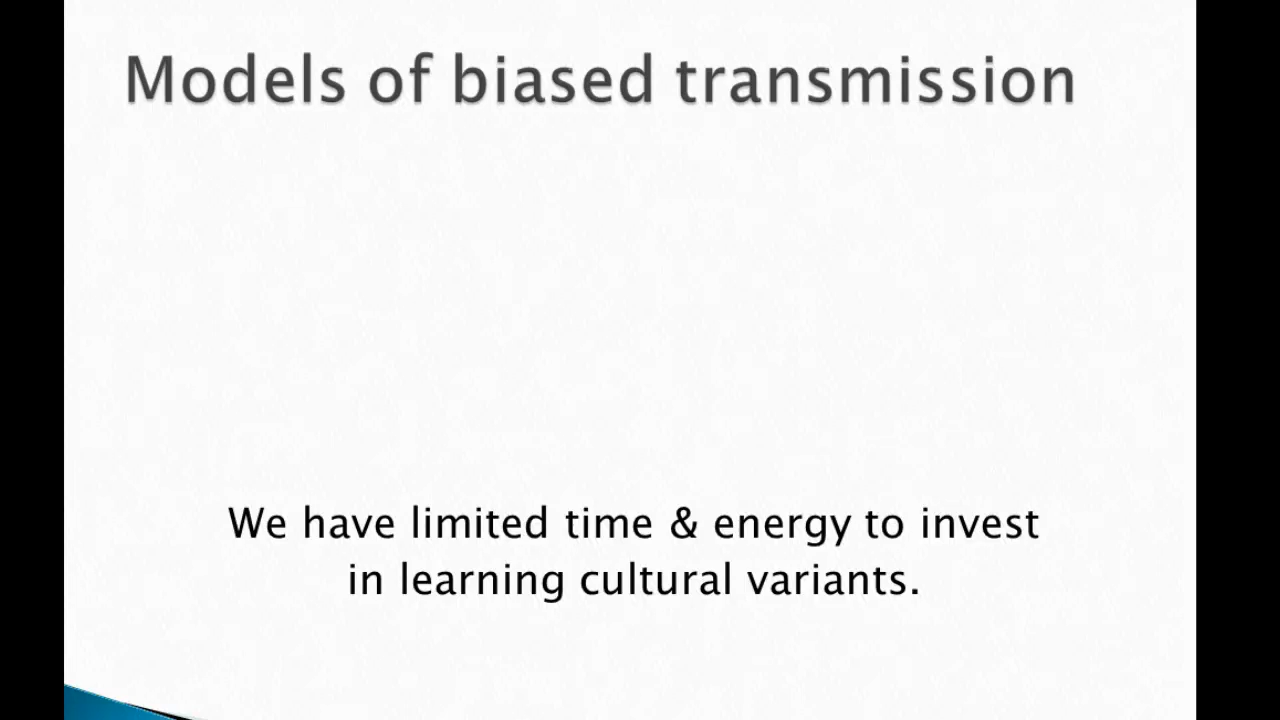 Models of biased transmission
We have limited time & energy to invest
in learning cultural variants.